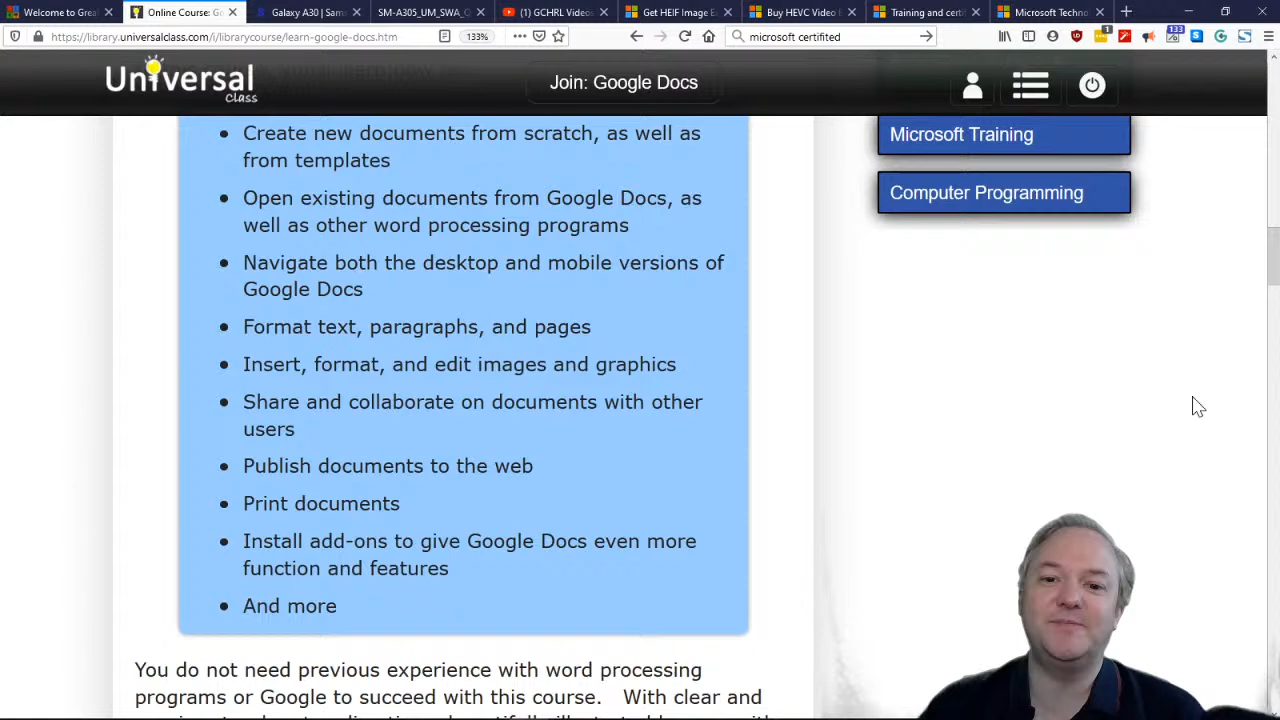 Welcome to Grea
Online Course: G
Galaxy A30 | Sam
SM-A305_UM_SWA_G
(1) GCHRL Videos
Get HEIF Image
Buy HEVC Video
Training and certi
Microsoft Techno
https://library.universalclass.com/i/librarycourse/learn-google-docs.htm
133%
microsoft certifited
1
133
Universal
Class
Join: Google Docs
Create new documents from scratch, as well as
from templates
Open existing documents from Google Docs, as
well as other word processing programs
Navigate both the desktop and mobile versions of
Google Docs
Format text, paragraphs, and pages
Insert, format, and edit images and graphics
Share and collaborate on documents with other
users
Publish documents to the web
Print documents
Install add-ons to give Google Docs even more
function and features
And more
You do not need previous experience with word processing
programs or Google to succeed with this course. With clear and
Microsoft Training
Computer Programming